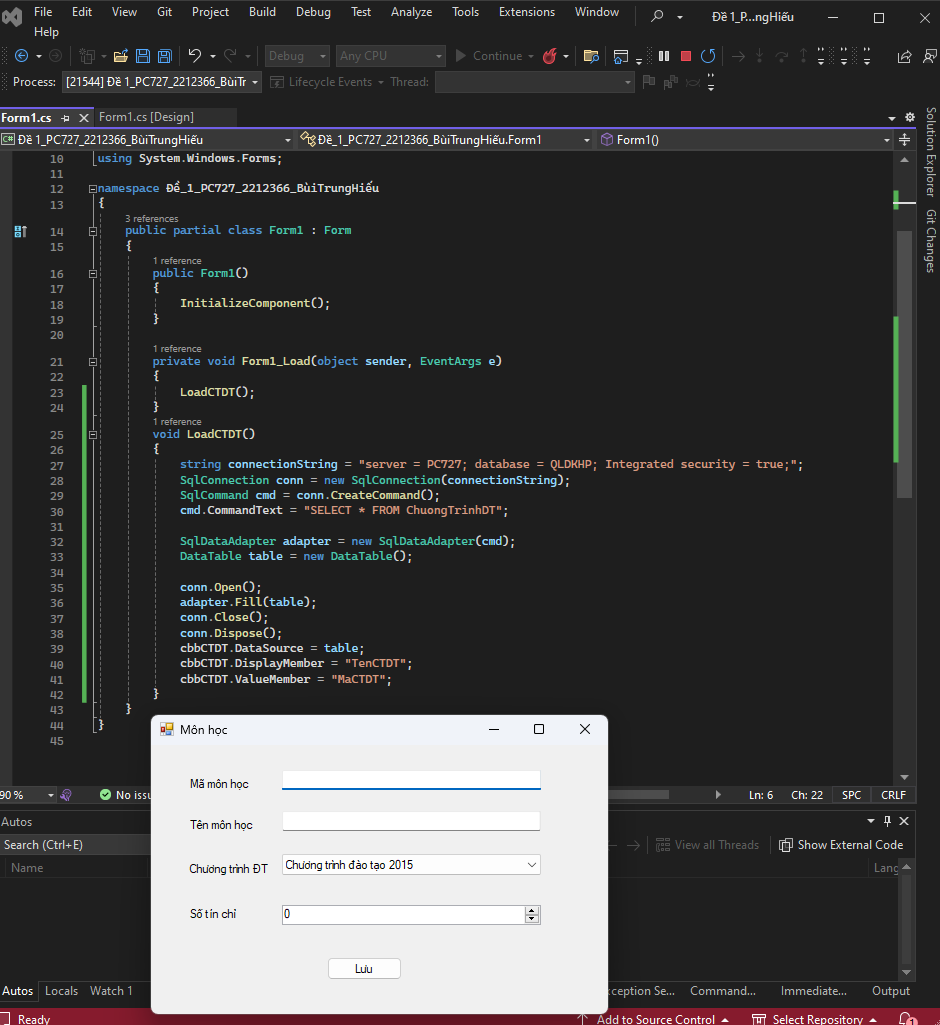 File Edit View Git Project Build Debug Test Analyze Tools Extensions Window Đề 1_P...ngHiếu
Help
Debug Any CPU Continue
Process: [21544] Đề 1_PC727_2212366_BùiTr Lifecycle Events Thread:
Form1.cs Form1.cs [Design]
C# Đề 1_PC727_2212366_BùiTrungHiếu Đề_1_PC727_2212366_BùiTrungHiếu.Form1 Form1()
Solution Explorer Git Changes
10 using System.Windows.Forms;
11
12 namespace Đề_1_PC727_2212366_BùiTrungHiếu
13 {
3 references
14 public partial class Form1 : Form
15 {
1 reference
16 public Form1()
17 {
18 InitializeComponent();
19 }
20
1 reference
21 private void Form1_Load(object sender, EventArgs e)
22 {
23 LoadCTDT();
24 }
1 reference
25 void LoadCTDT()
26 {
27 string connectionString = "server = PC727; database = QLDKHP; Integrated security = true;";
28 SqlConnection conn = new SqlConnection(connectionString);
29 SqlCommand cmd = conn.CreateCommand();
30 cmd.CommandText = "SELECT * FROM ChuongTrinhDT";
31
32 SqlDataAdapter adapter = new SqlDataAdapter(cmd);
33 DataTable table = new DataTable();
34
35 conn.Open();
36 adapter.Fill(table);
37 conn.Close();
38 conn.Dispose();
39 cbbCTDT.DataSource = table;
40 cbbCTDT.DisplayMember = "TenCTDT";
41 cbbCTDT.ValueMember = "MaCTDT";
42 }
43 }
44 }
45
Môn học
Mã môn học
Tên môn học
Chương trình ĐT Chương trình đào tạo 2015
Số tín chỉ 0
Lưu
90 % No issu Ln: 6 Ch: 22 SPC CRLF
Autos
Search (Ctrl+E) View all Threads Show External Code
Name Lang
Autos Locals Watch 1 xception Se... Comman... Immediate... Output
Ready Add to Source Control Select Repository 1